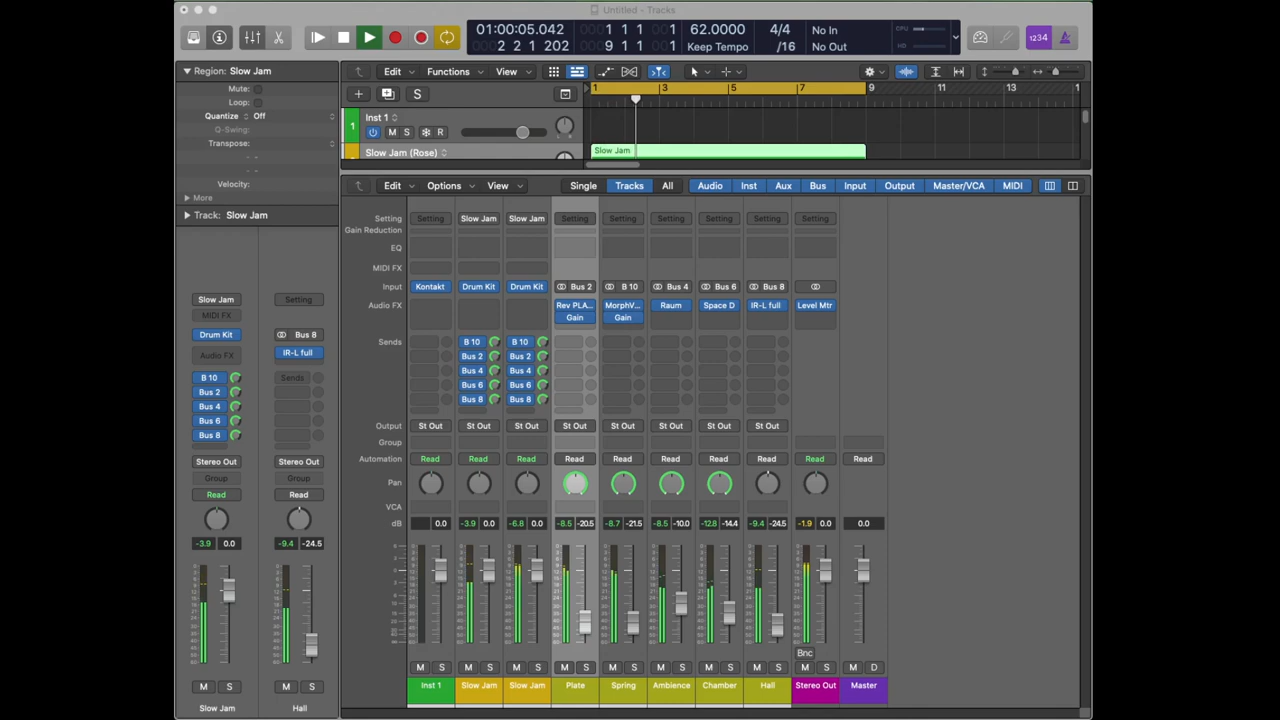 Untitled - Tracks
01:00:05.042 1 1 1 1 62.0000 4/4 No In CPU
2 2 1 202 9 1 1 1 Keep Tempo /16 No Out HD
1234
Region: Slow Jam Edit Functions View
Mute:
Loop:
Quantize Off
Q-Swing:
Transpose:
Velocity:
More
Track: Slow Jam
S
1 3 5 7 9 11 13 1
1 Inst 1
M S R
Slow Jam (Rose) Slow Jam
Edit Options View Single Tracks All Audio Inst Aux Bus Input Output Master/VCA MIDI
Setting Setting Slow Jam Slow Jam Setting Setting Setting Setting Setting Setting
Gain Reduction
EQ
MIDI FX
Input Kontakt Drum Kit Drum Kit Bus 2 B 10 Bus 4 Bus 6 Bus 8
Audio FX Rev PLA... MorphV... Raum Space D IR-L full Level Mtr
Gain Gain
Sends B 10 B 10
Bus 2 Bus 2
Bus 4 Bus 4
Bus 6 Bus 6
Bus 8 Bus 8
Output St Out St Out St Out St Out St Out St Out St Out St Out
Group
Automation Read Read Read Read Read Read Read Read Read Read
Pan
VCA
dB 0.0 -3.9 0.0 -6.8 0.0 -8.5 -20.5 -8.7 -21.5 -8.5 -10.0 -12.8 -14.4 -9.4 -24.5 -1.9 0.0 0.0
Bnc
M S M S M S M S M S M S M S M S M S M D
Inst 1 Slow Jam Slow Jam Plate Spring Ambience Chamber Hall Stereo Out Master
Slow Jam Setting
MIDI FX
Drum Kit Bus 8
Audio FX IR-L full
B 10 Sends
Bus 2
Bus 4
Bus 6
Bus 8
Stereo Out Stereo Out
Group Group
Read Read
-3.9 0.0 -9.4 -24.5
M S M S
Slow Jam Hall